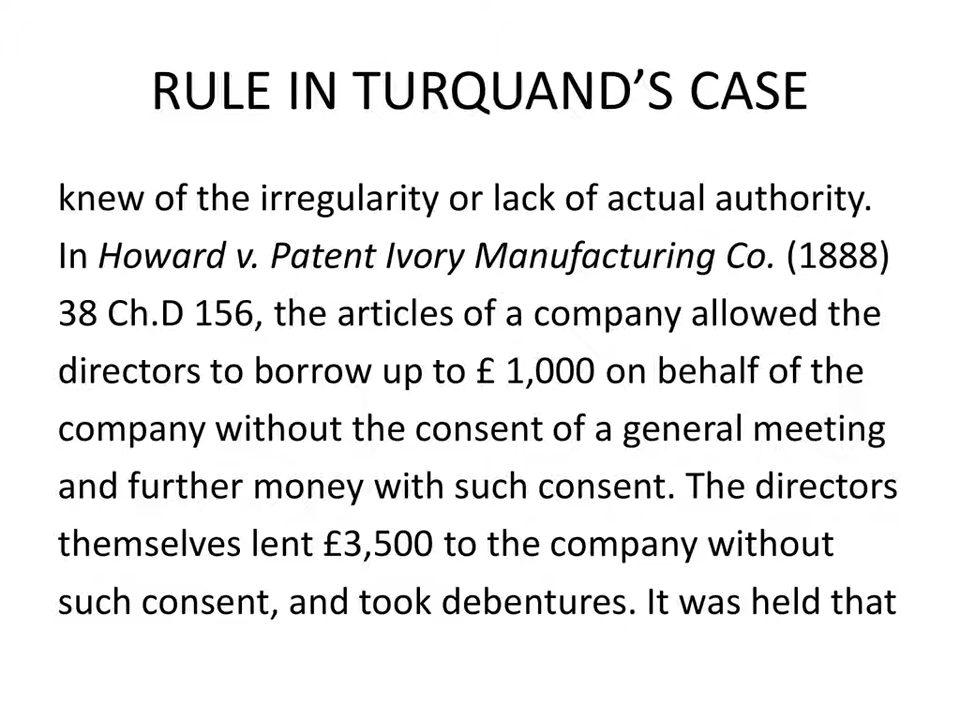 RULE IN TURQUAND’S CASE
knew of the irregularity or lack of actual authority.
In Howard v. Patent Ivory Manufacturing Co. (1888)
38 Ch.D 156, the articles of a company allowed the
directors to borrow up to £ 1,000 on behalf of the
company without the consent of a general meeting
and further money with such consent. The directors
themselves lent £3,500 to the company without
such consent, and took debentures. It was held that